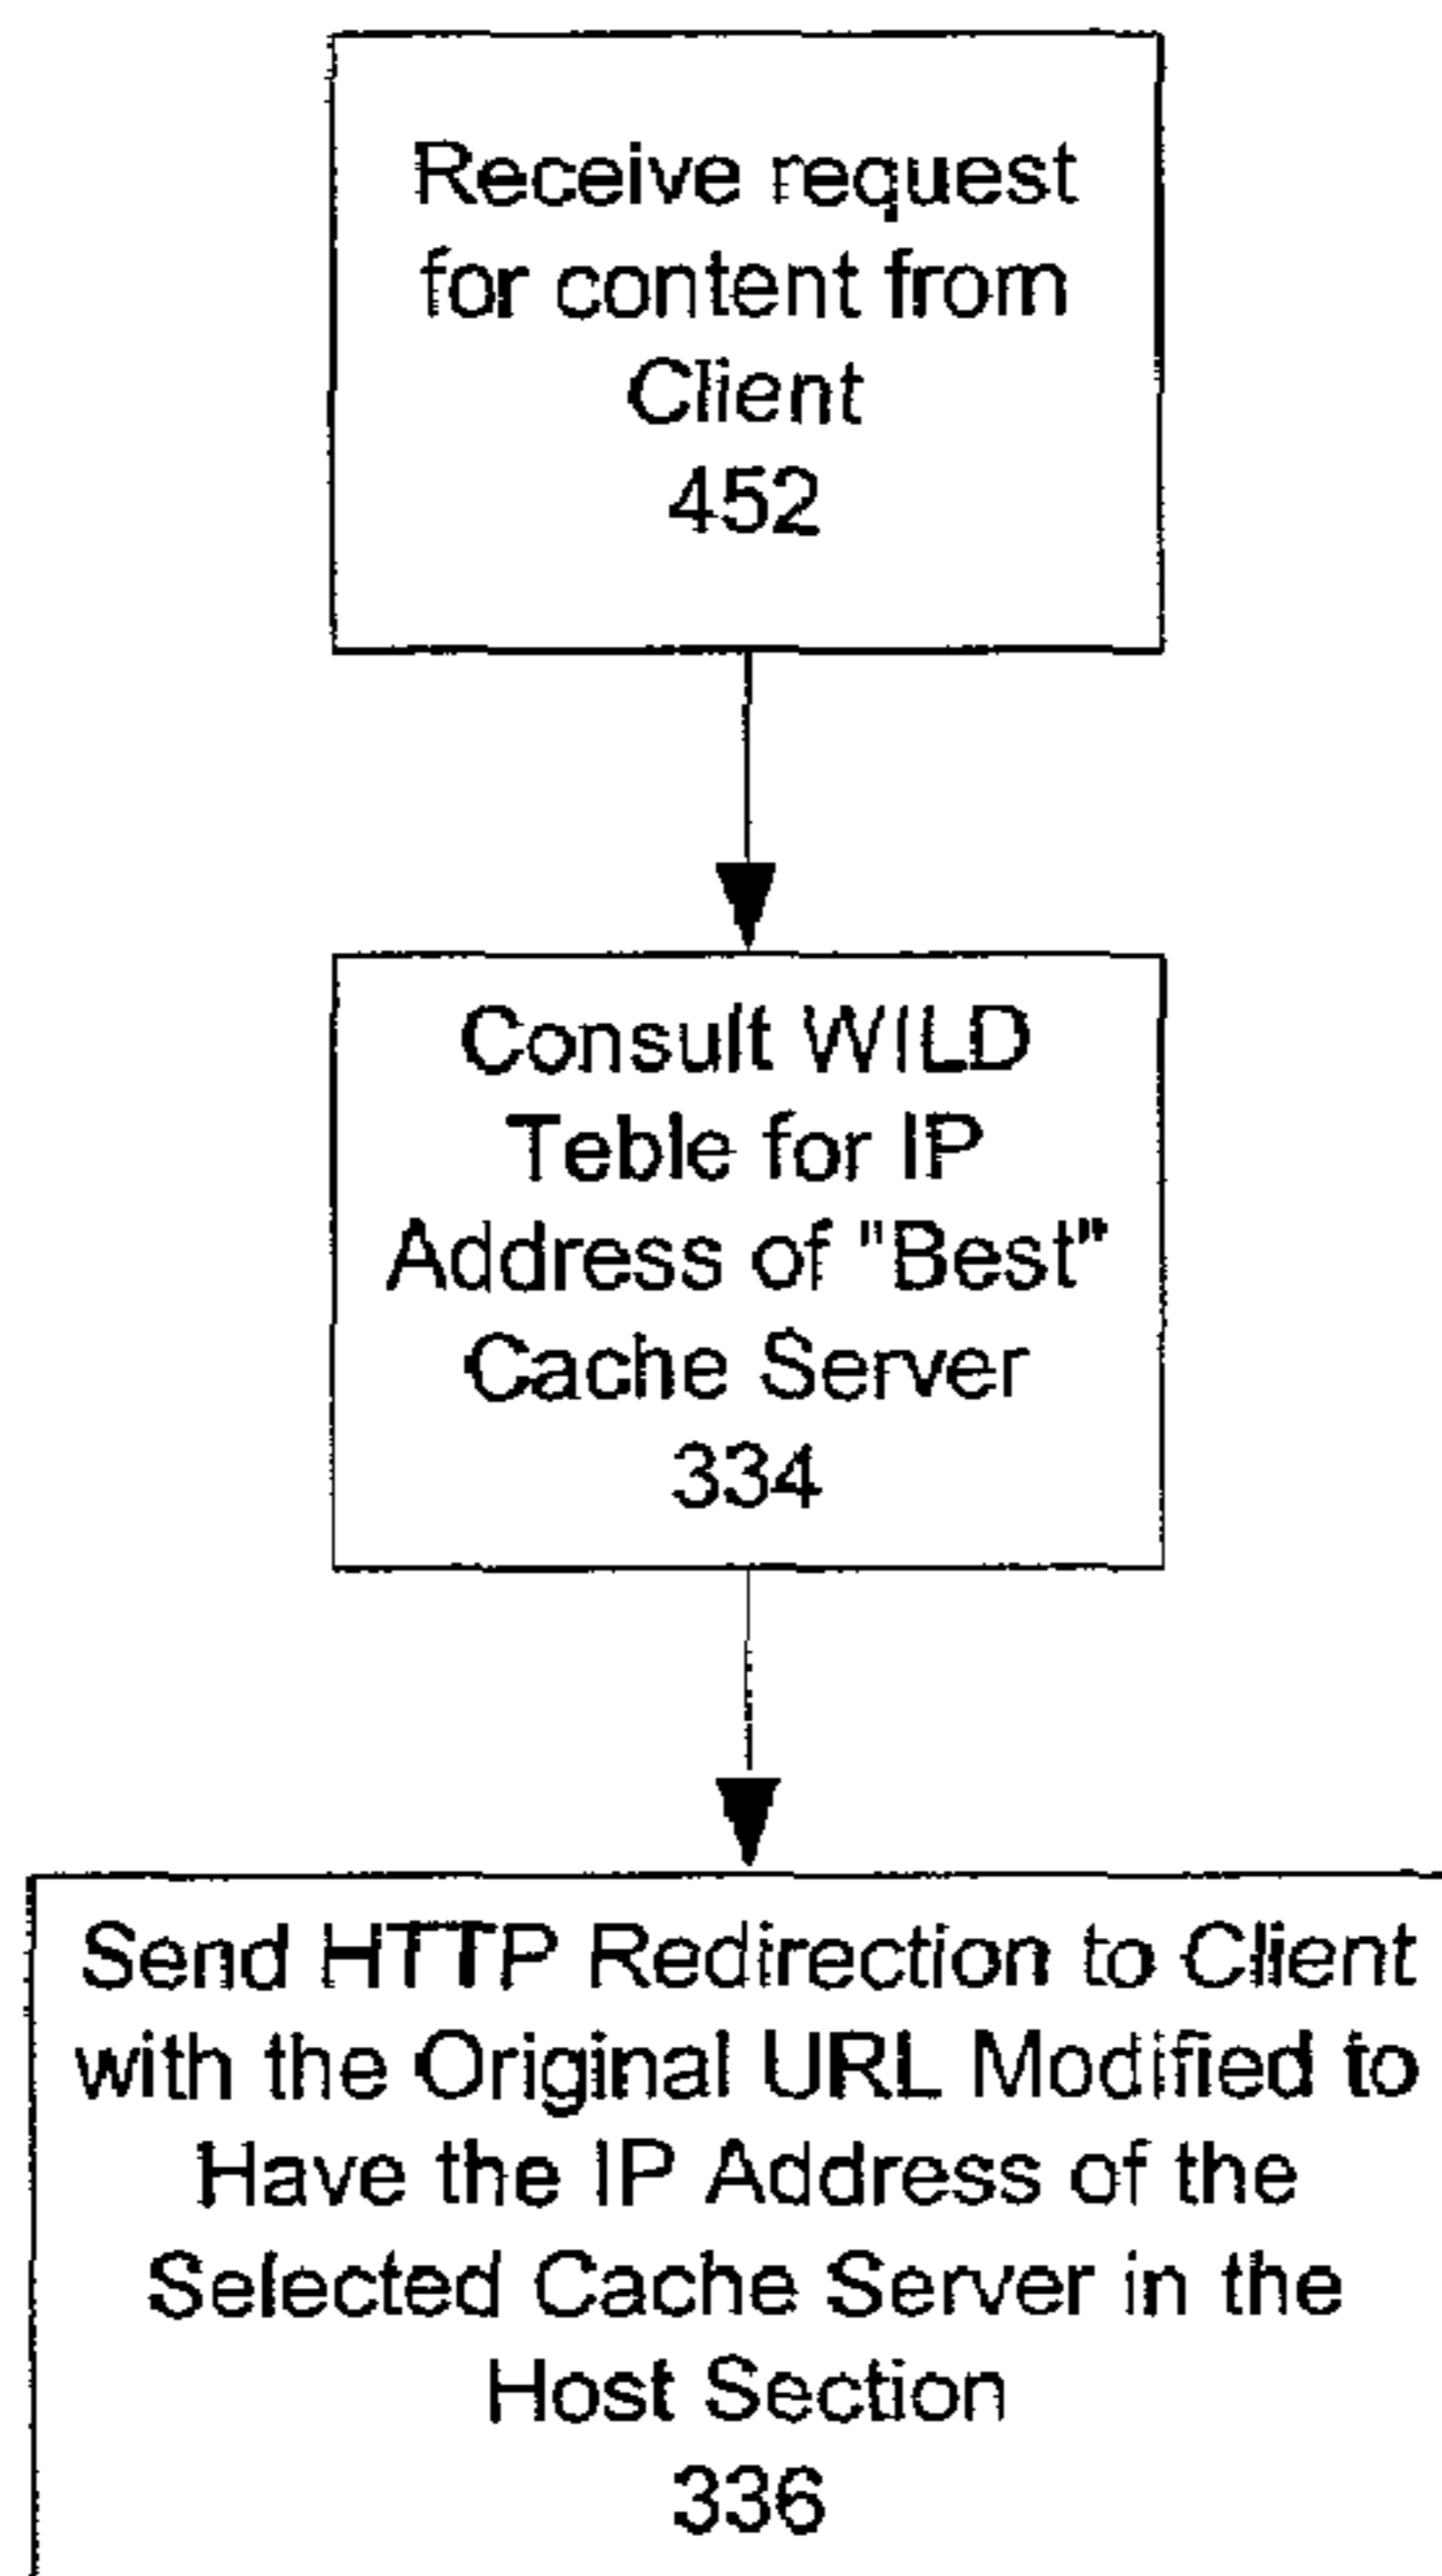 Receive request
for content from
Client
452
Consult WILD
Teble for IP
Address of "Best"
Cache Server
334
Send HTTP Redirection to Client
with the Original URL Modified to
Have the IP Address of the
Selected Cache Server in the
Host Section
336